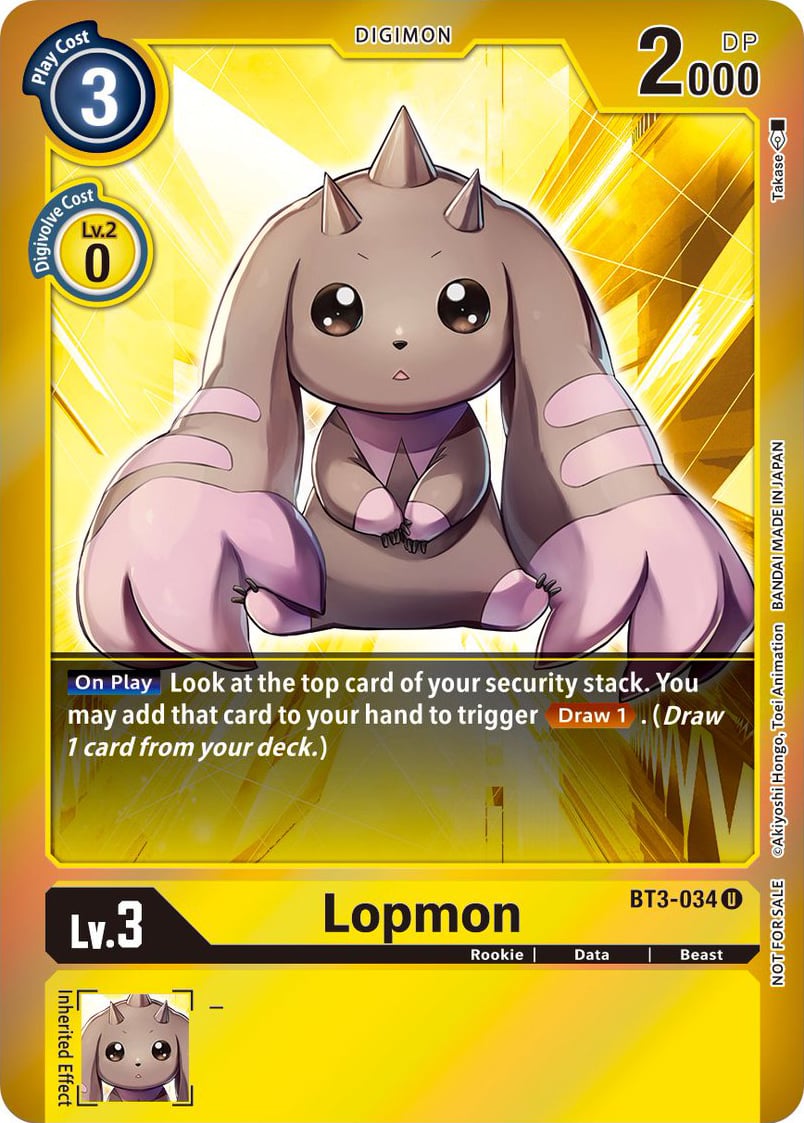 DIGIMON
Play Cost
3
DP
2000
Digivolve Cost
Lv.2
0
Takase
On Play Look at the top card of your security stack. You
may add that card to your hand to trigger Draw 1 . (Draw
1 card from your deck.)
©Akiyoshi Hongo, Toei Animation BANDAI MADE IN JAPAN
NOT FOR SALE
Lv.3
Lopmon
BT3-034 U
Rookie | Data | Beast
Inherited Effect
–